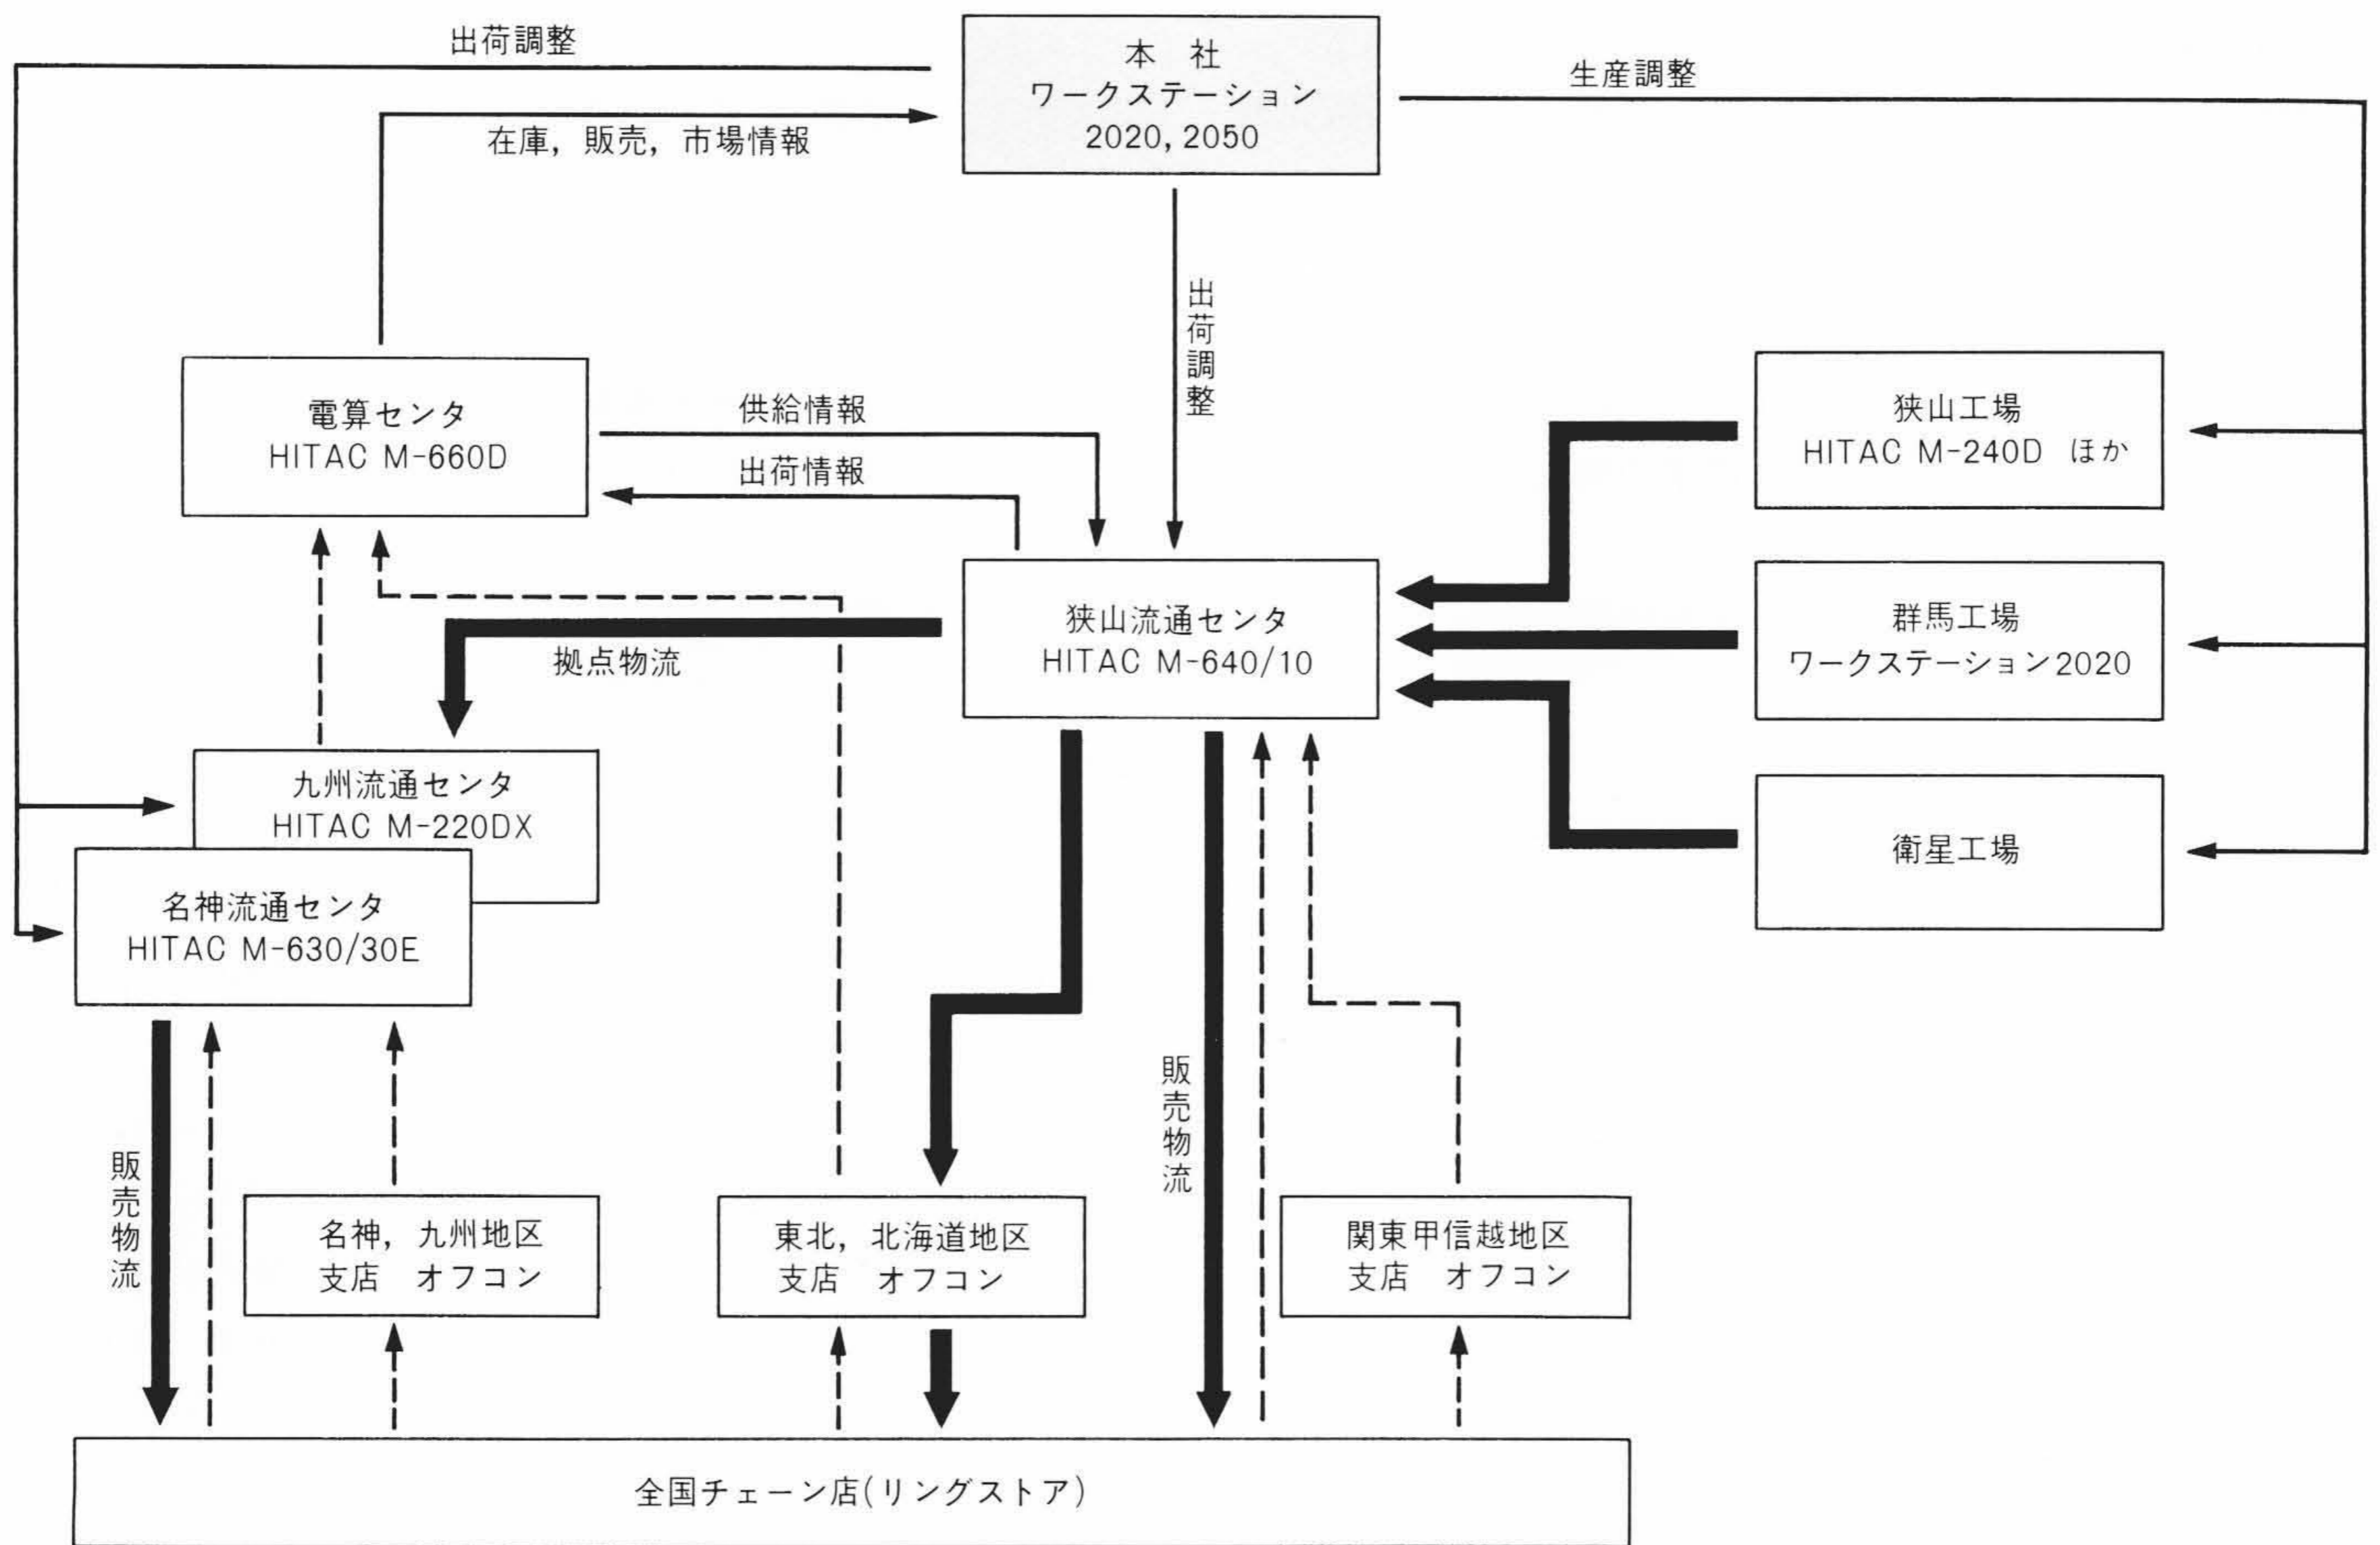 出荷調整
本 社
ワークステーション
2020, 2050
生産調整
在庫, 販売, 市場情報
出荷調整
電算センタ
HITAC M-660D
供給情報
出荷情報
狭山工場
HITAC M-240D ほか
狭山流通センタ
HITAC M-640/10
群馬工場
ワークステーション2020
拠点物流
九州流通センタ
HITAC M-220DX
衛星工場
名神流通センタ
HITAC M-630/30E
販売物流
販売物流
名神, 九州地区
支店 オフコン
東北, 北海道地区
支店 オフコン
関東甲信越地区
支店 オフコン
全国チェーン店(リングストア)